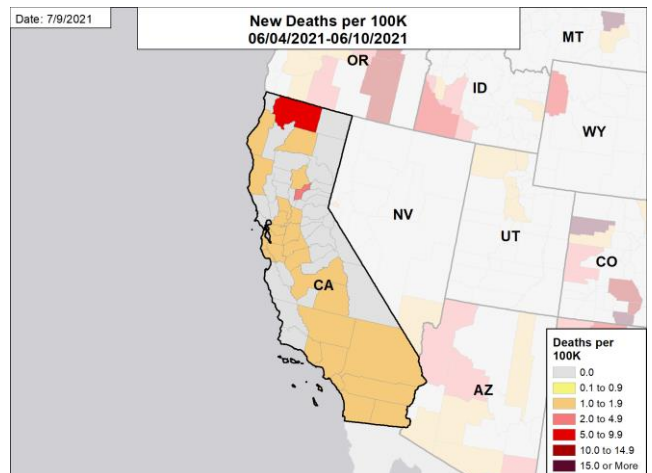 Date: 7/9/2021
New Deaths per 100K
06/04/2021-06/10/2021
MT
OR
ID
WY
NV
UT
CO
CA
AZ
Deaths per
100K
0.0
0.1 to 0.9
1.0 to 1.9
2.0 to 4.9
5.0 to 9.9
10.0 to 14.9
15.0 or More